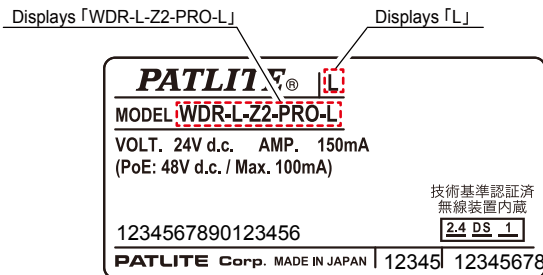 Displays「WDR-L-Z2-PRO-L」 Displays「L」
PATLITE® L
MODEL WDR-L-Z2-PRO-L
VOLT. 24V d.c. AMP. 150mA
(PoE: 48V d.c. / Max. 100mA)
技術基準認証済
無線装置内蔵
1234567890123456 2.4 DS 1
PATLITE Corp. MADE IN JAPAN 12345 12345678